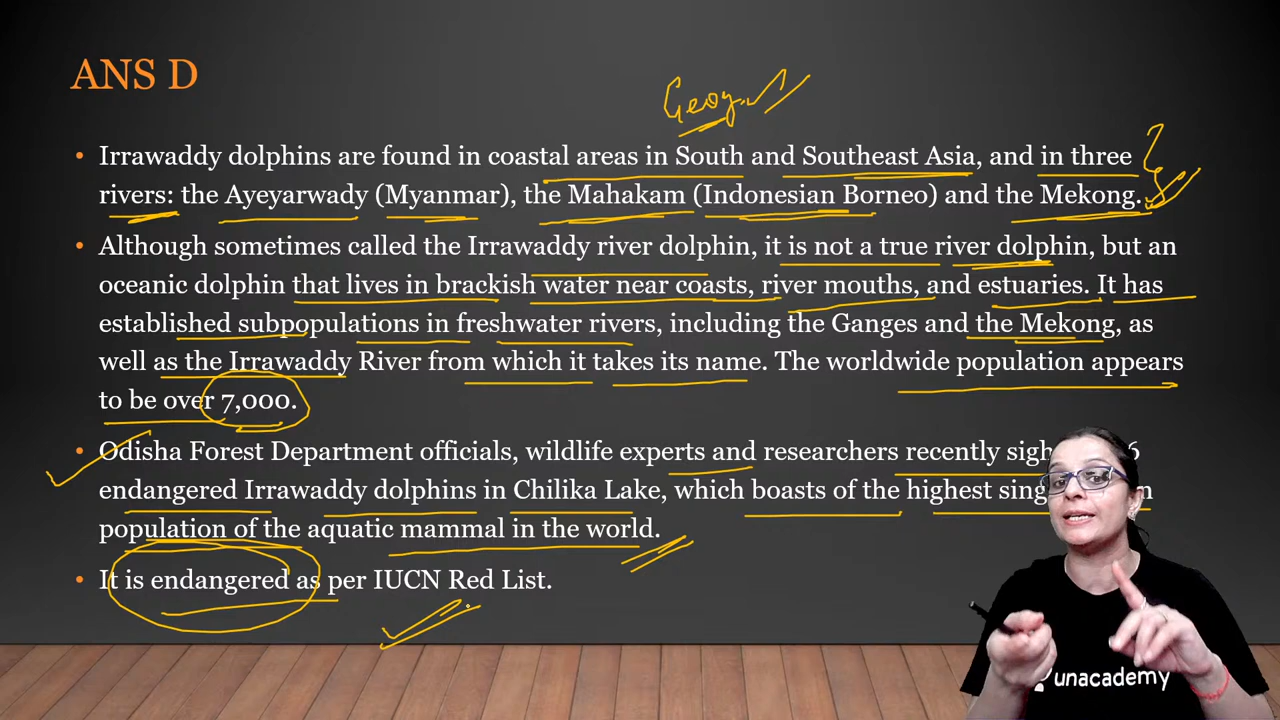 ANS D
Geog.
• Irrawaddy dolphins are found in coastal areas in South and Southeast Asia, and in three
rivers: the Ayeyarwady (Myanmar), the Mahakam (Indonesian Borneo) and the Mekong.
• Although sometimes called the Irrawaddy river dolphin, it is not a true river dolphin, but an
oceanic dolphin that lives in brackish water near coasts, river mouths, and estuaries. It has
established subpopulations in freshwater rivers, including the Ganges and the Mekong, as
well as the Irrawaddy River from which it takes its name. The worldwide population appears
to be over 7,000.
• Odisha Forest Department officials, wildlife experts and researchers recently
endangered Irrawaddy dolphins in Chilika Lake, which boasts of the highest
population of the aquatic mammal in the world.
• It is endangered as per IUCN Red List.
unacademy